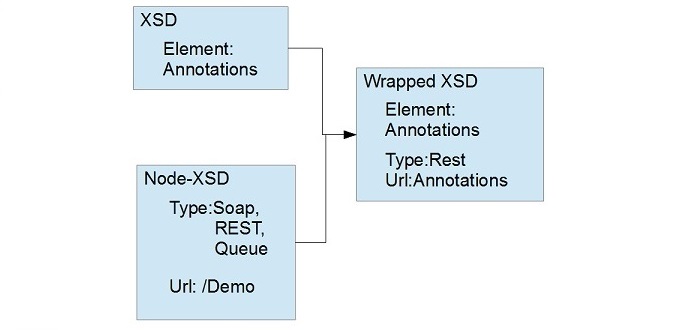 XSD
Element:
Annotations
Node-XSD
Type:Soap,
REST,
Queue
Url: /Demo
Wrapped XSD
Element:
Annotations
Type:Rest
Url:Annotations